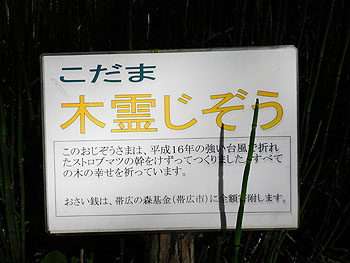 こだま
木霊じぞう
このおじぞうさまは、平成16年の強い台風で折れ
たストロブマツの幹をけずってつくりました。すべて
の木の幸せを祈っています。
おさい銭は、帯広の森基金(帯広市)に全額寄附します。